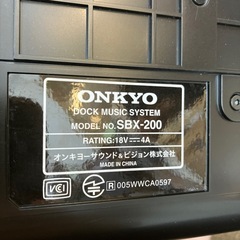 ONKYO
DOCK MUSIC SYSTEM
MODEL NO. SBX-200
RATING: 18V⎓4A
オンキヨーサウンド&ビジョン株式会社
MADE IN CHINA
VCI
R 005WWCA0597